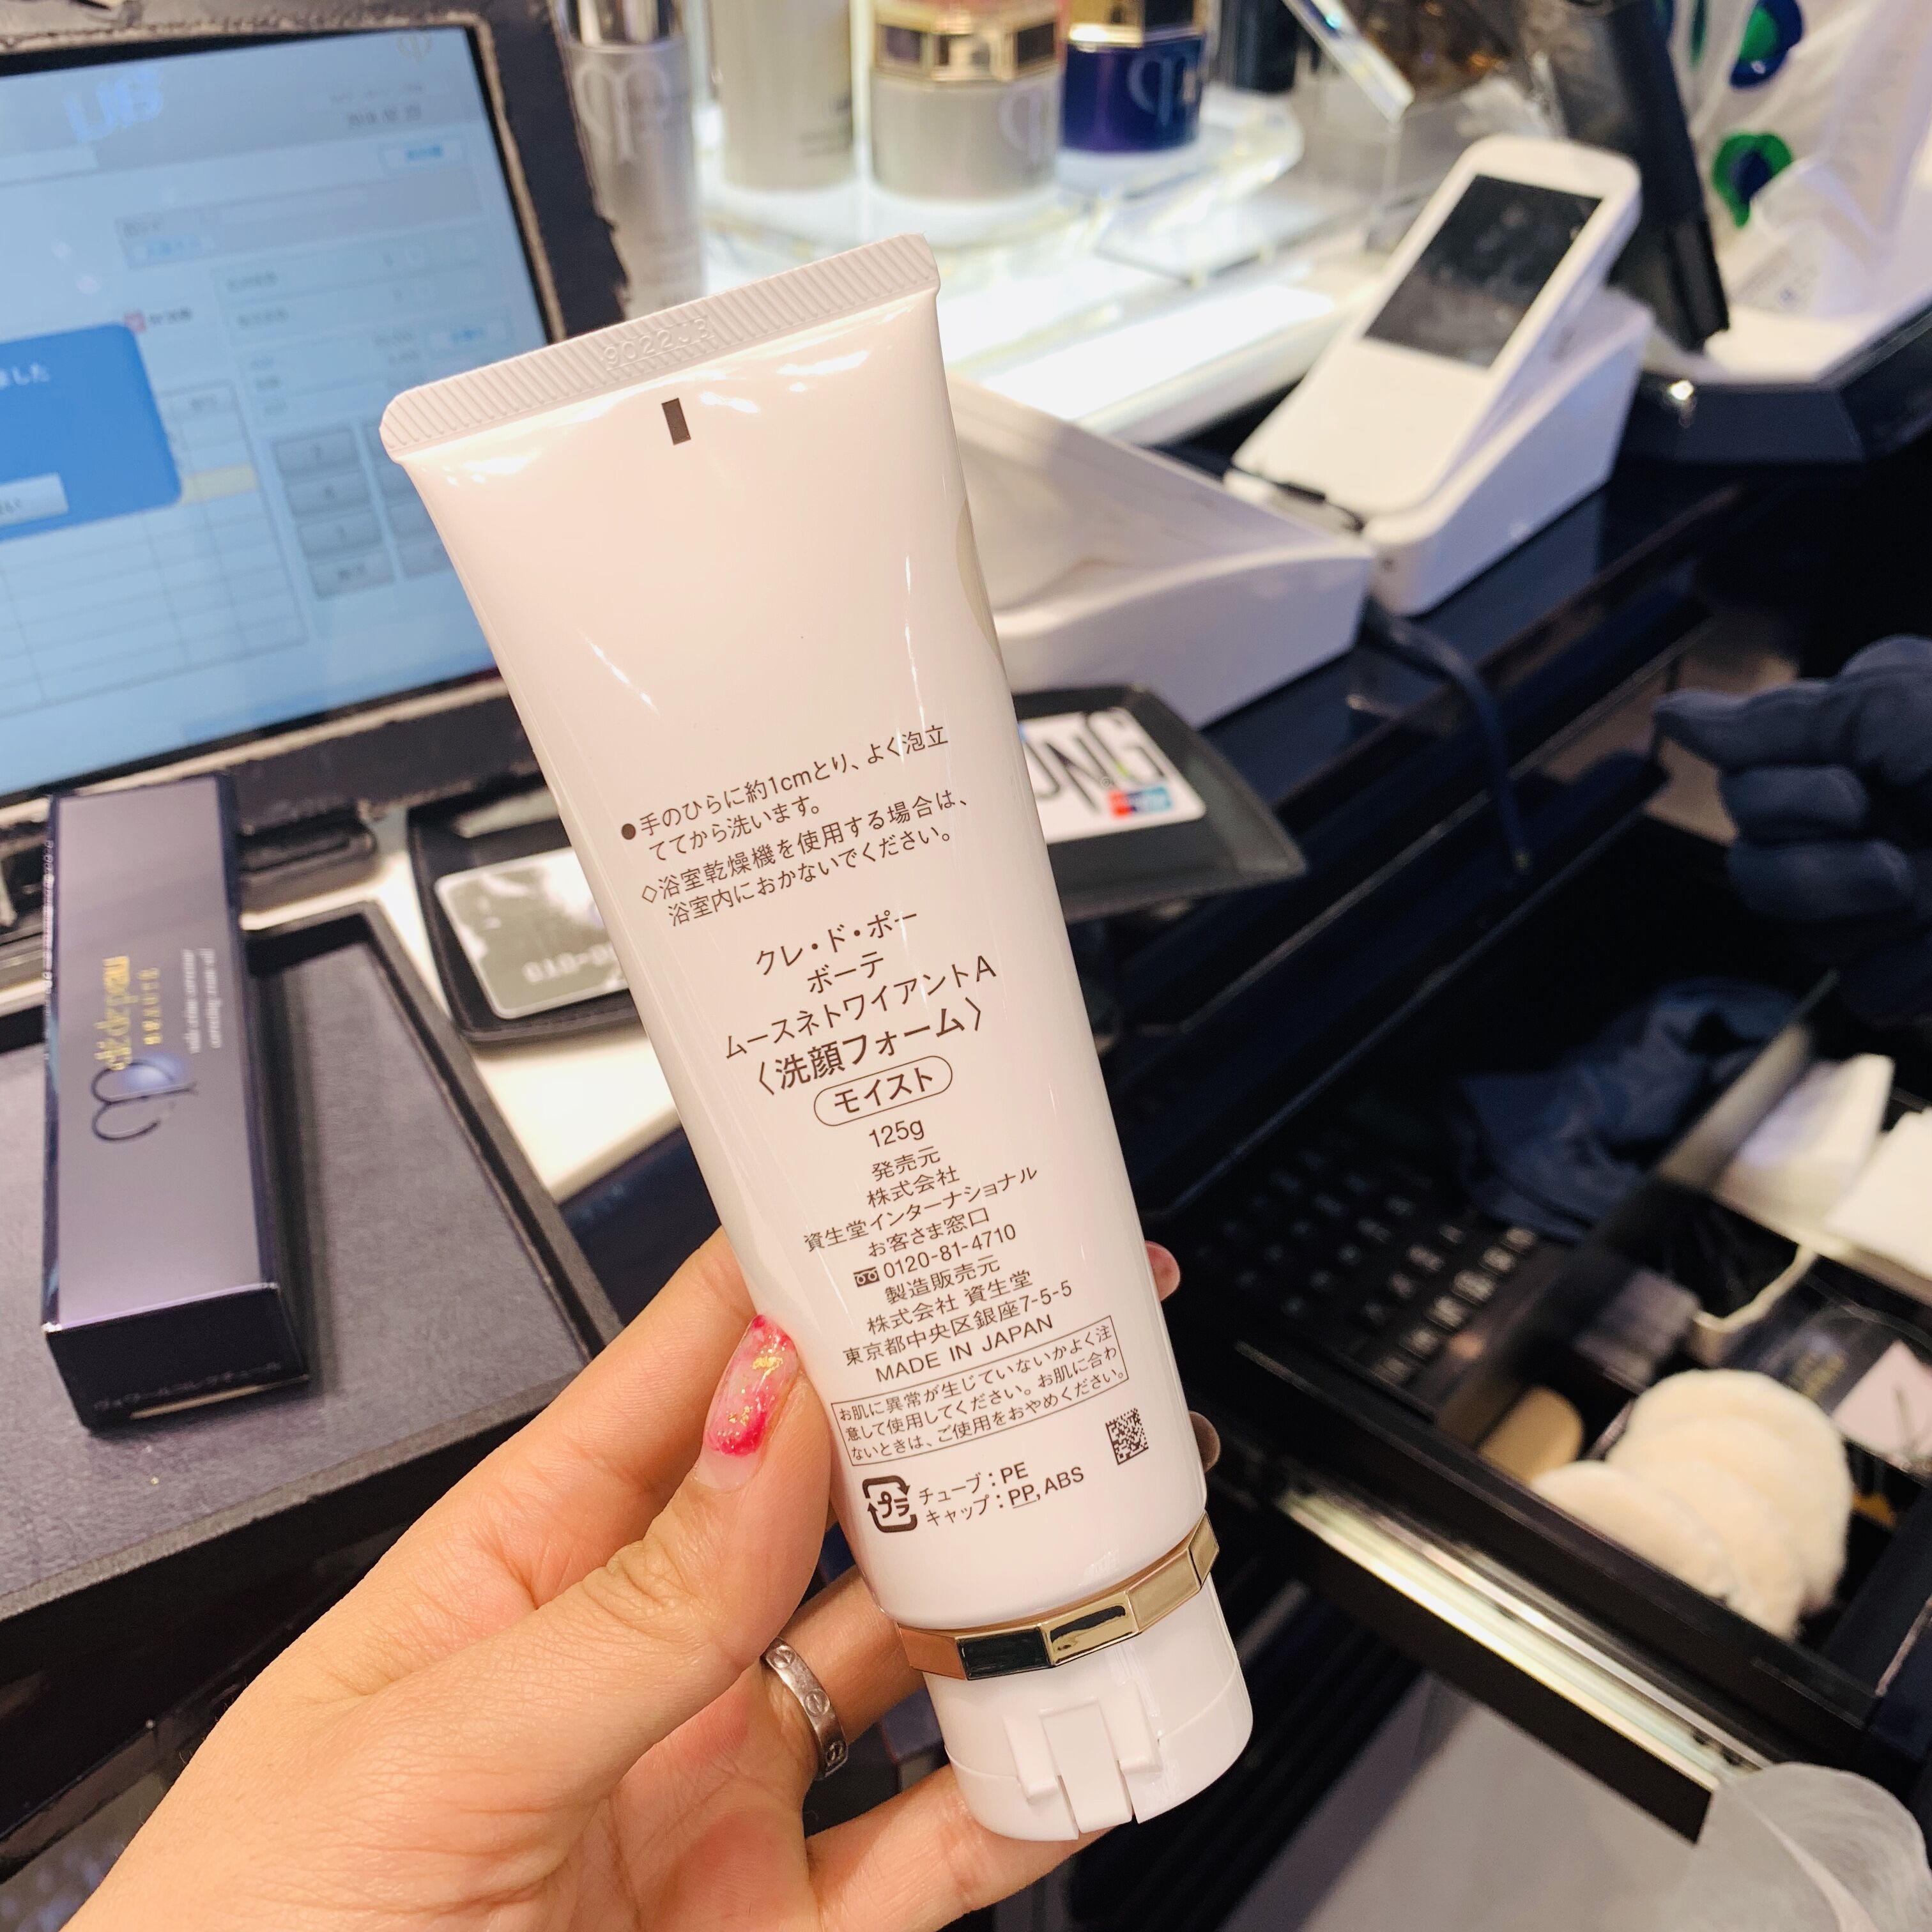 9022J3
●手のひらに約1cmとり、よく泡立
ててから洗います。
◇浴室乾燥機を使用する場合は、
浴室内におかないでください。
クレ・ド・ポー
ボーテ
ムースネトワイアントA
〈洗顔フォーム〉
モイスト
125g
発売元
株式会社
資生堂インターナショナル
お客さま窓口
0120-81-4710
製造販売元
株式会社 資生堂
東京都中央区銀座7-5-5
MADE IN JAPAN
お肌に異常が生じていないかよく注
意して使用してください。お肌に合わ
ないときは、ご使用をおやめください。
プラ
チューブ：PE
キャップ：PP, ABS
ました